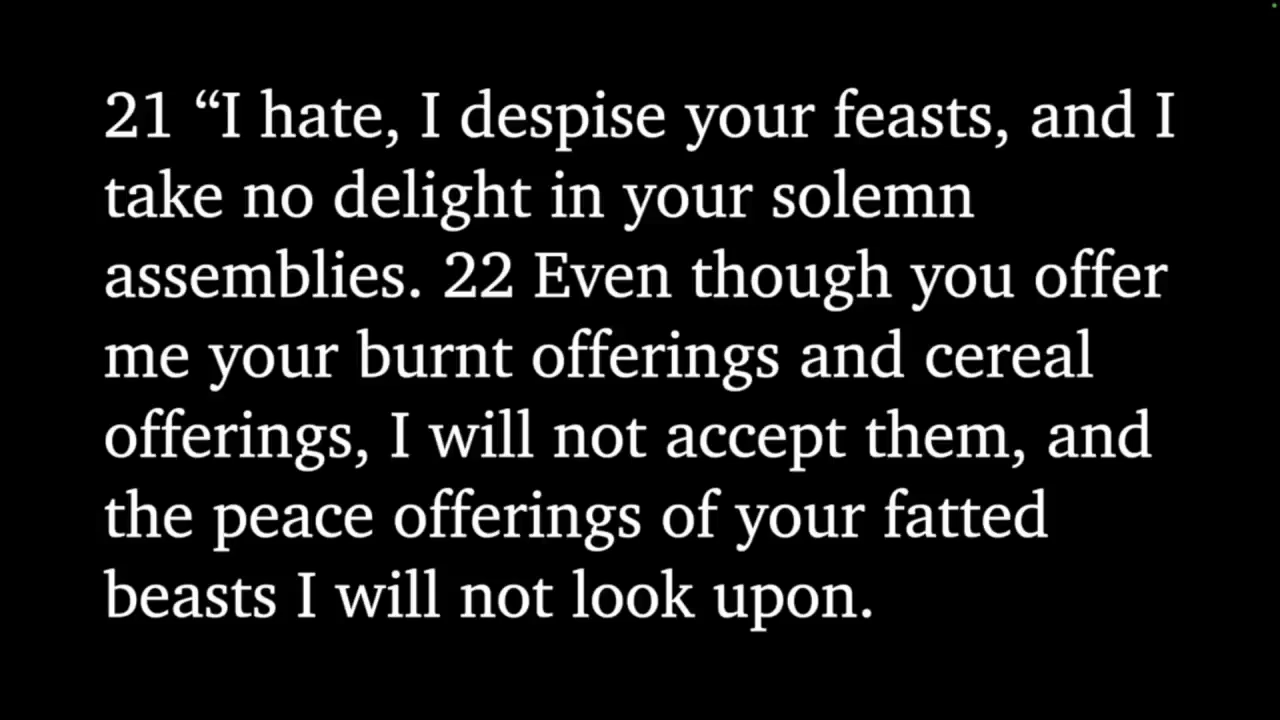 21 “I hate, I despise your feasts, and I
take no delight in your solemn
assemblies. 22 Even though you offer
me your burnt offerings and cereal
offerings, I will not accept them, and
the peace offerings of your fatted
beasts I will not look upon.